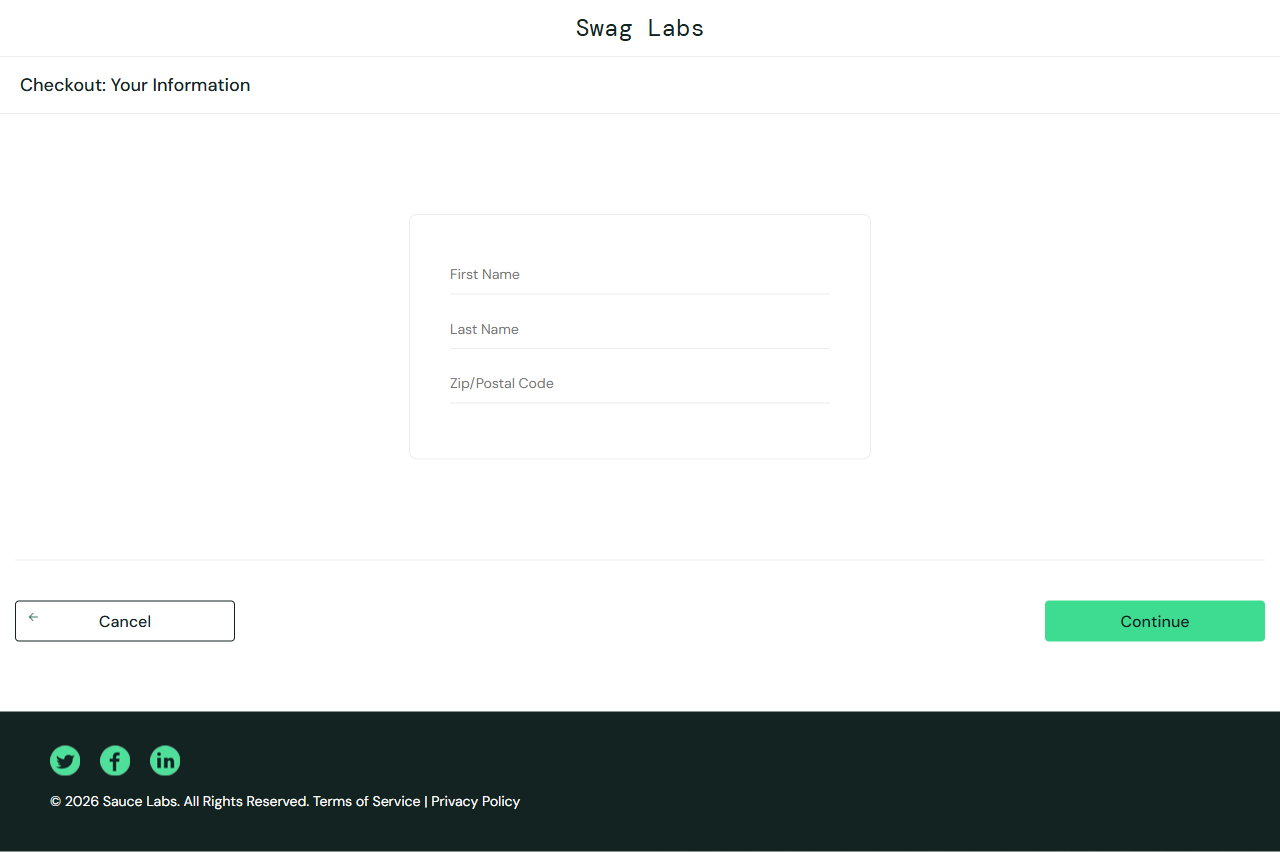 Swag Labs
Checkout: Your Information
First Name
Last Name
Zip/Postal Code
Cancel
Continue
© 2026 Sauce Labs. All Rights Reserved. Terms of Service | Privacy Policy